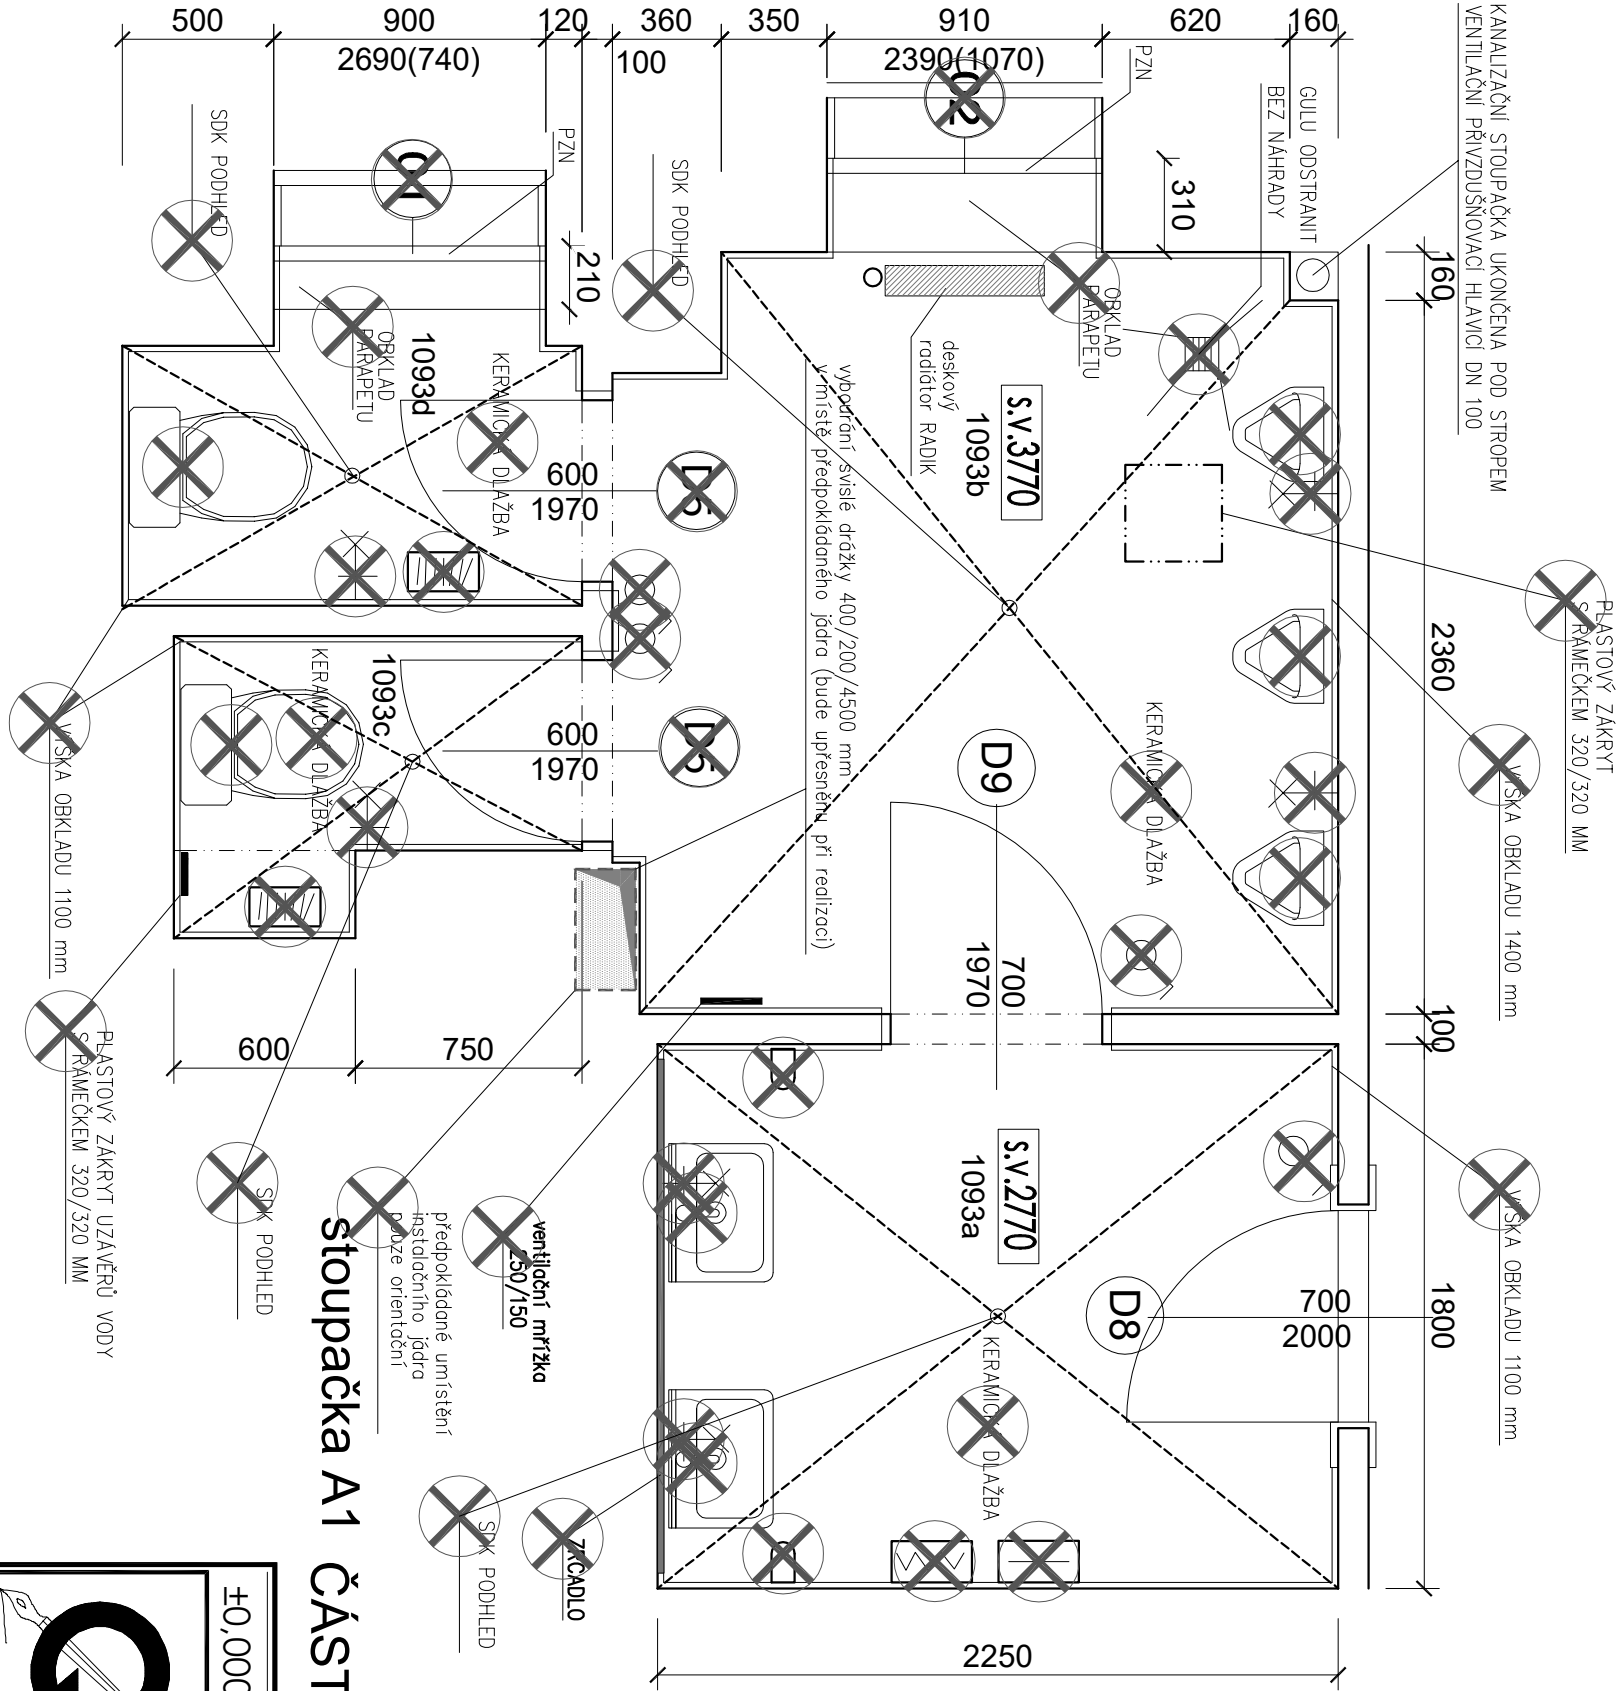 500
900
120
360
350
910
620
160
2690(740)
100
2390(1070)
KANALIZAČNÍ STOUPAČKA UKONČENA POD STROPEM
VENTILAČNÍ PŘIVZDUŠŇOVACÍ HLAVICÍ DN 100
GULU ODSTRANIT
BEZ NÁHRADY
PZN
PZN
SDK PODHLED
SDK PODHLED
310
210
160
2360
100
1800
OBKLAD
PARAPETU
OBKLAD
PARAPETU
deskový
radiátor RADIK
s.v.3770
1093b
1093d
KERAMICKÁ DLAŽBA
600
1970
D5
vybourání svislé drážky 400/200/4500 mm
v místě předpokládaného jádra (bude upřesněnu při realizaci)
PLASTOVÝ ZÁKRYT
S RÁMEČKEM 320/320 MM
VÝŠKA OBKLADU 1400 mm
KERAMICKÁ DLAŽBA
D9
700
1970
1093c
KERAMICKÁ DLAŽBA
600
1970
D5
VÝŠKA OBKLADU 1100 mm
PLASTOVÝ ZÁKRYT UZÁVĚRŮ VODY
S RÁMEČKEM 320/320 MM
600
750
SDK PODHLED
předpokládané umístění
instalačního jádra
pouze orientační
ventilační mřížka
250/150
s.v.2770
1093a
D8
700
2000
VÝŠKA OBKLADU 1100 mm
KERAMICKÁ DLAŽBA
SDK PODHLED
ZRCADLO
stoupačka A1 ČÁST
2250
±0,000